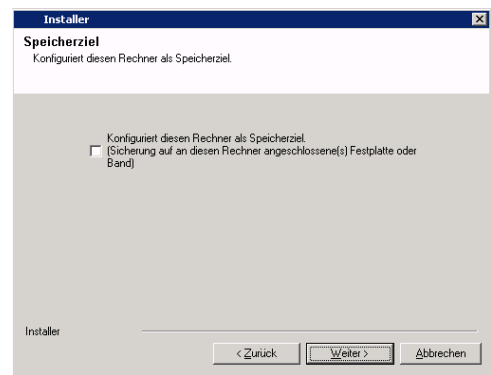 Installer
Speicherziel
Konfiguriert diesen Rechner als Speicherziel.
Konfiguriert diesen Rechner als Speicherziel.
(Sicherung auf an diesen Rechner angeschlossene(s) Festplatte oder
Band)
Installer
< Zurück
Weiter >
Abbrechen